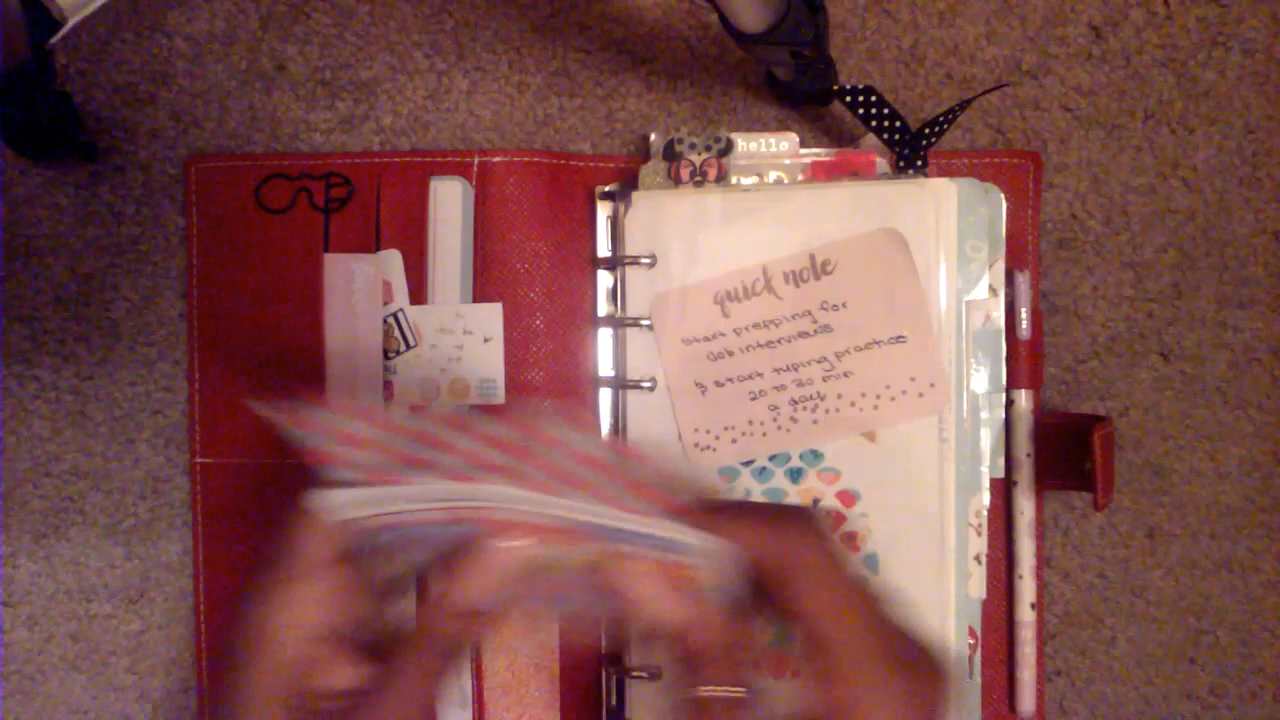 hello
quick note
Start prepping for
Job interviews
& start typing practice
20 to 30 min
a day